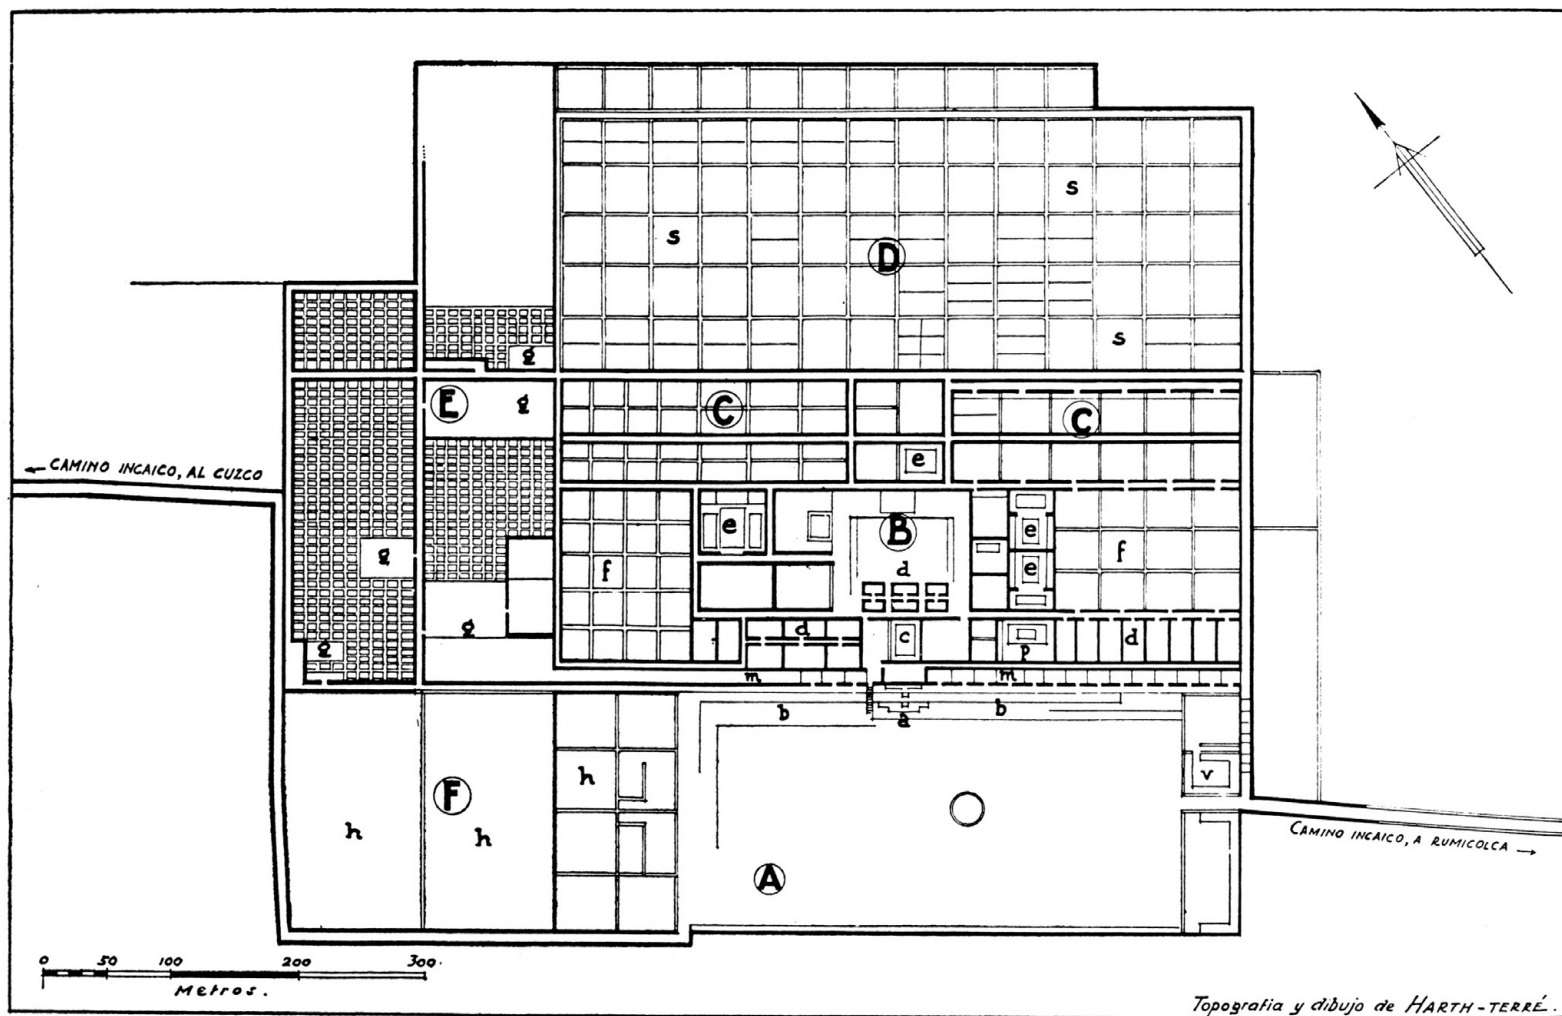 s
s
D
s
g
E
g
C
C
← CAMINO INCAICO, AL CUZCO
e
e
B
e
g
f
d
e
f
g
g
d
c
p
d
m
m
b
a
b
h
v
F
h
h
CAMINO INCAICO, A RUMICOLCA →
A
0 50 100 200 300.
Metros.
Topografia y dibujo de HARTH-TERRÉ.